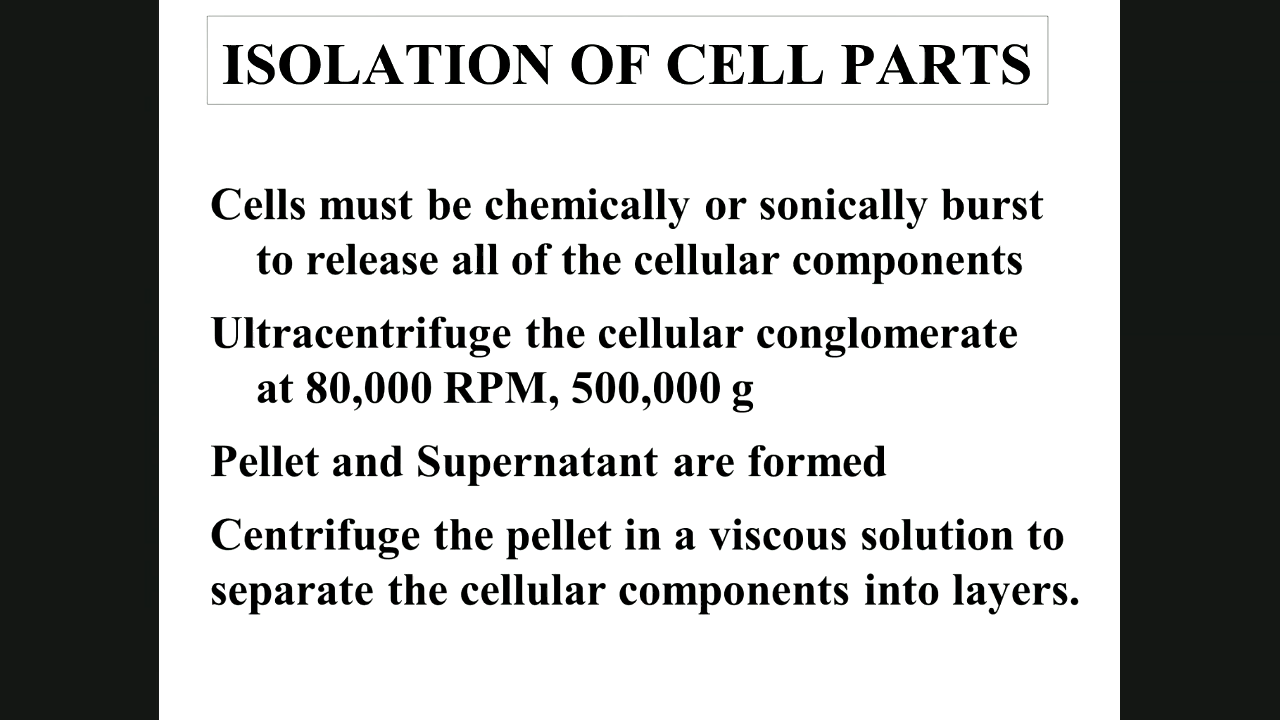 ISOLATION OF CELL PARTS
Cells must be chemically or sonically burst
to release all of the cellular components
Ultracentrifuge the cellular conglomerate
at 80,000 RPM, 500,000 g
Pellet and Supernatant are formed
Centrifuge the pellet in a viscous solution to
separate the cellular components into layers.